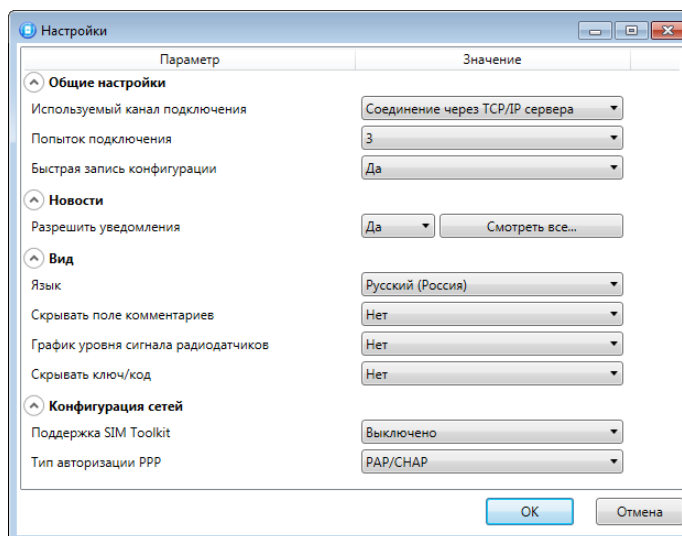 Настройки
Параметр Значение
Общие настройки
Используемый канал подключения Соединение через TCP/IP сервера
Попыток подключения 3
Быстрая запись конфигурации Да
Новости
Разрешить уведомления Да Смотреть все...
Вид
Язык Русский (Россия)
Скрывать поле комментариев Нет
График уровня сигнала радиодатчиков Нет
Скрывать ключ/код Нет
Конфигурация сетей
Поддержка SIM Toolkit Выключено
Тип авторизации PPP PAP/CHAP
OK Отмена